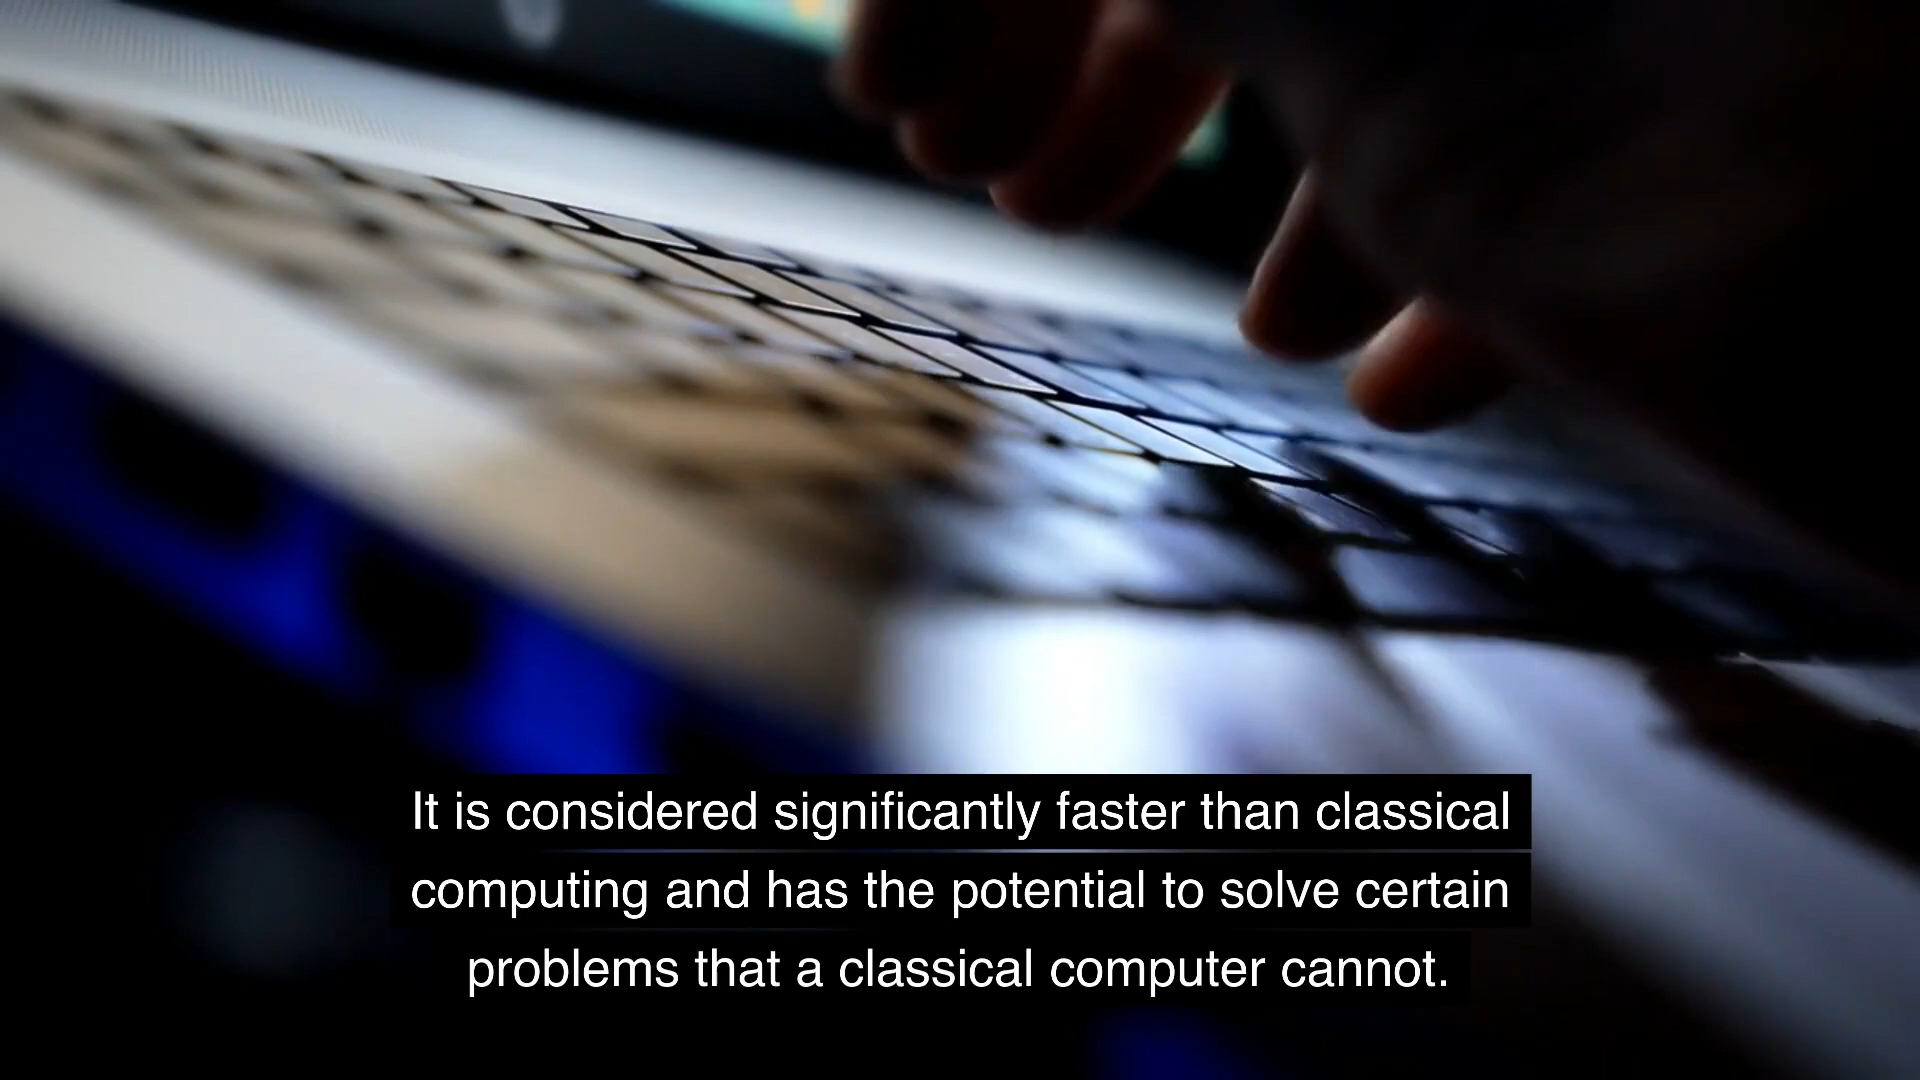 It is considered significantly faster than classical
computing and has the potential to solve certain
problems that a classical computer cannot.